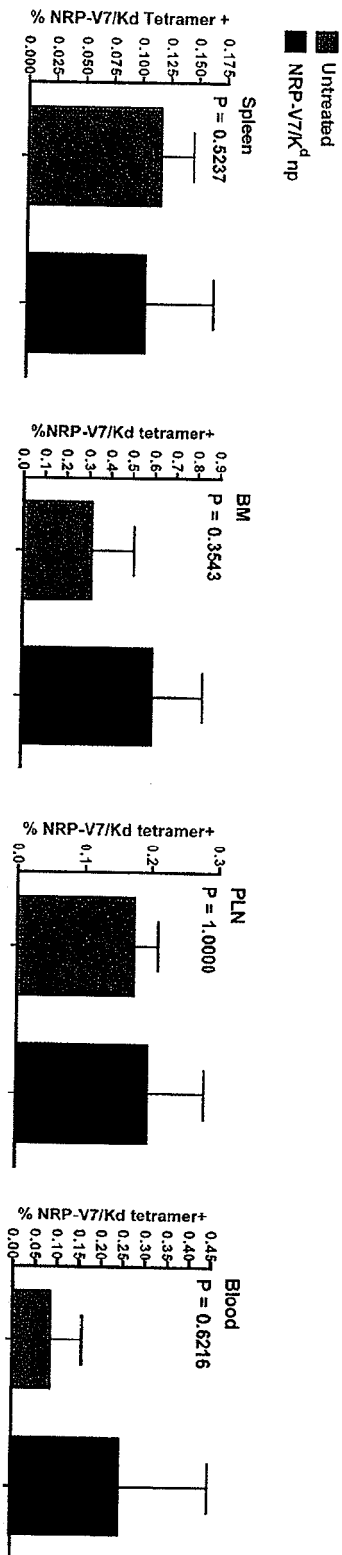 Untreated
NRP-V7/K^d np
Spleen
P = 0.5237
% NRP-V7/Kd Tetramer +
0.175
0.150
0.125
0.100
0.075
0.050
0.025
0.000
BM
P = 0.3543
%NRP-V7/Kd tetramer+
0.9
0.8
0.7
0.6
0.5
0.4
0.3
0.2
0.1
0.0
PLN
P = 1.0000
% NRP-V7/Kd tetramer+
0.3
0.2
0.1
0.0
Blood
P = 0.6216
% NRP-V7/Kd tetramer+
0.45
0.40
0.35
0.30
0.25
0.20
0.15
0.10
0.05
0.00